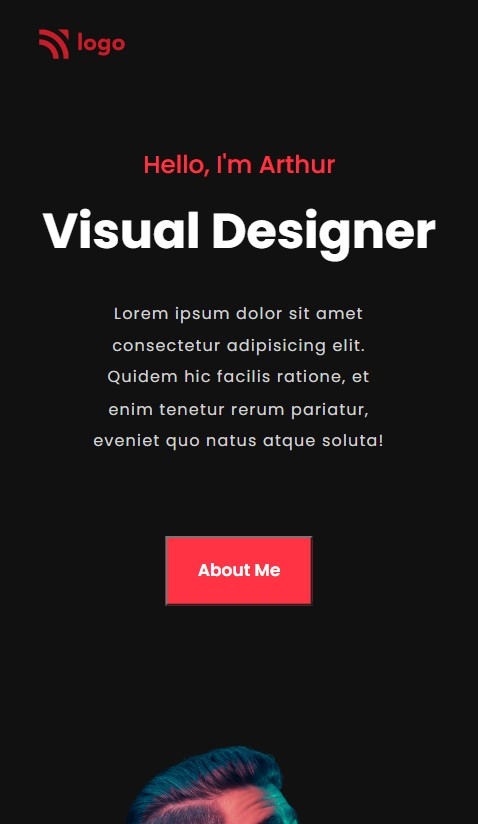 logo
Hello, I'm Arthur
Visual Designer
Lorem ipsum dolor sit amet
consectetur adipisicing elit.
Quidem hic facilis ratione, et
enim tenetur rerum pariatur,
eveniet quo natus atque soluta!
About Me